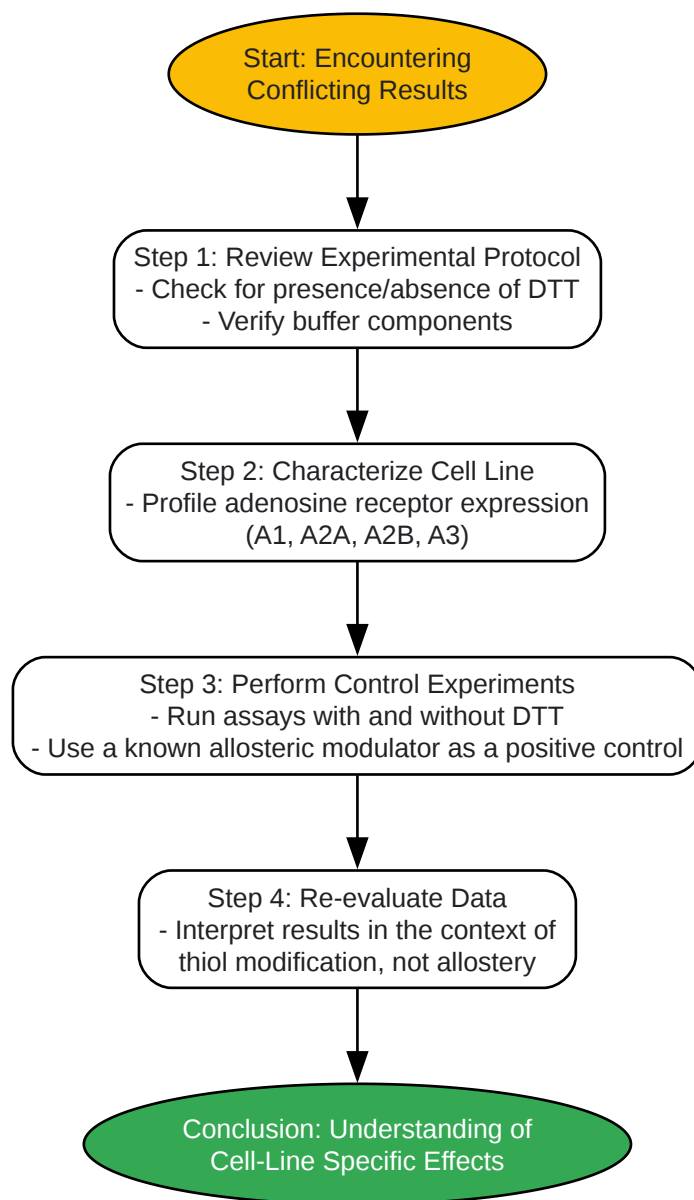 Start: Encountering
Conflicting Results
Step 1: Review Experimental Protocol
- Check for presence/absence of DTT
- Verify buffer components
Step 2: Characterize Cell Line
- Profile adenosine receptor expression
(A1, A2A, A2B, A3)
Step 3: Perform Control Experiments
- Run assays with and without DTT
- Use a known allosteric modulator as a positive control
Step 4: Re-evaluate Data
- Interpret results in the context of
thiol modification, not allostery
Conclusion: Understanding of
Cell-Line Specific Effects